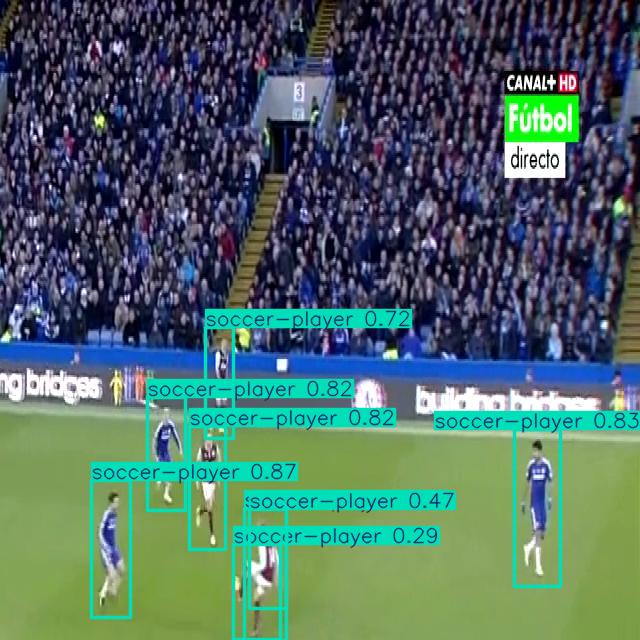 3
CANAL+ HD
Fútbol
directo
soccer-player 0.72
ng bridges
soccer-player 0.82
building bridges
soccer-player 0.82
soccer-player 0.83
soccer-player 0.87
soccer-player 0.47
soccer-player 0.29